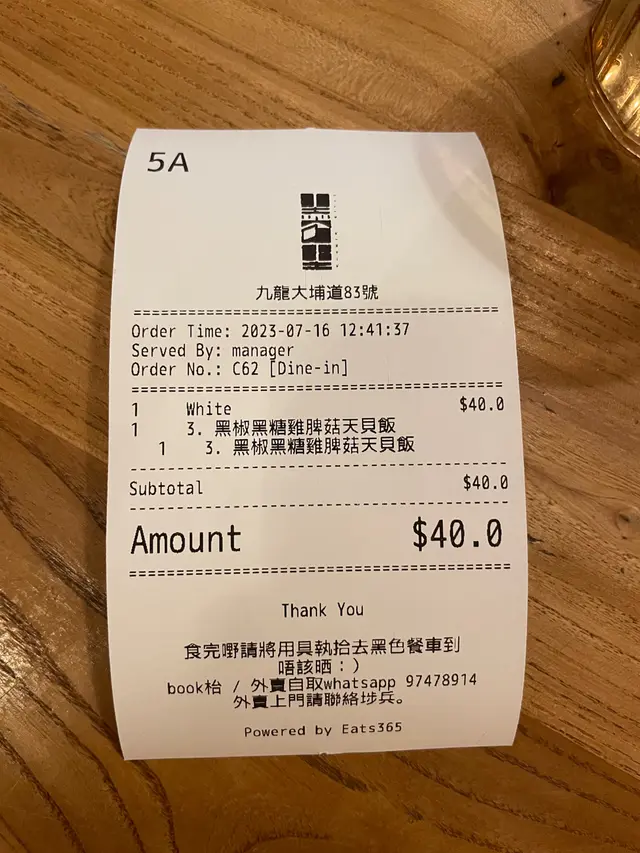 5A
九龍大埔道83號
Order Time: 2023-07-16 12:41:37
Served By: manager
Order No.: C62 [Dine-in]
1 White $40.0
1 3. 黑椒黑糖雞脾菇天貝飯
1 3. 黑椒黑糖雞脾菇天貝飯
Subtotal $40.0
Amount $40.0
Thank You
食完嘢請將用具執拾去黑色餐車到
唔該晒：)
book枱 / 外賣自取whatsapp 97478914
外賣上門請聯絡埗兵。
Powered by Eats365